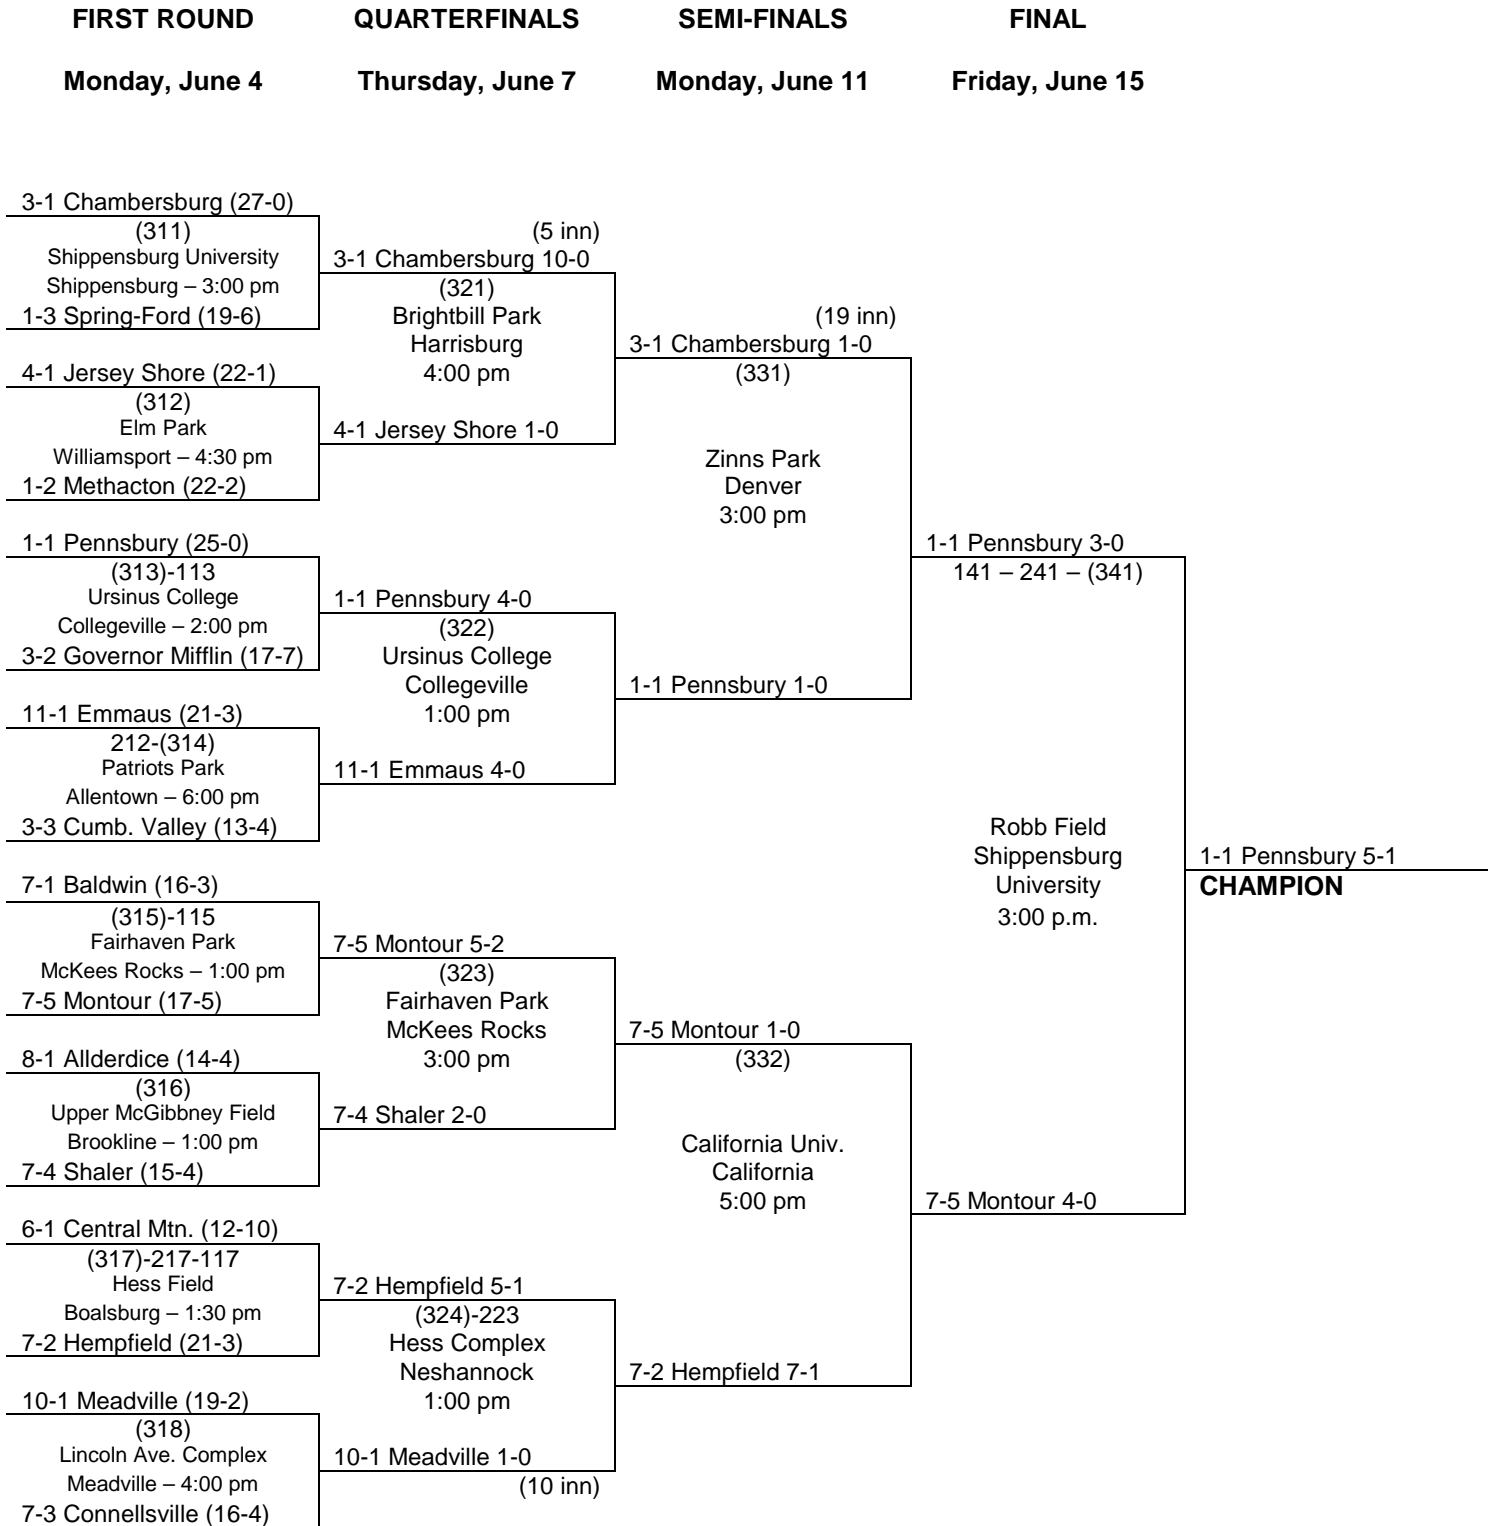 FIRST ROUND
QUARTERFINALS
SEMI-FINALS
FINAL
Monday, June 4
Thursday, June 7
Monday, June 11
Friday, June 15
3-1 Chambersburg (27-0)
(311)
Shippensburg University
Shippensburg – 3:00 pm
1-3 Spring-Ford (19-6)
4-1 Jersey Shore (22-1)
(312)
Elm Park
Williamsport – 4:30 pm
1-2 Methacton (22-2)
1-1 Pennsbury (25-0)
(313)-113
Ursinus College
Collegeville – 2:00 pm
3-2 Governor Mifflin (17-7)
11-1 Emmaus (21-3)
212-(314)
Patriots Park
Allentown – 6:00 pm
3-3 Cumb. Valley (13-4)
7-1 Baldwin (16-3)
(315)-115
Fairhaven Park
McKees Rocks – 1:00 pm
7-5 Montour (17-5)
8-1 Allderdice (14-4)
(316)
Upper McGibbney Field
Brookline – 1:00 pm
7-4 Shaler (15-4)
6-1 Central Mtn. (12-10)
(317)-217-117
Hess Field
Boalsburg – 1:30 pm
7-2 Hempfield (21-3)
10-1 Meadville (19-2)
(318)
Lincoln Ave. Complex
Meadville – 4:00 pm
7-3 Connellsville (16-4)
(5 inn)
3-1 Chambersburg 10-0
(321)
Brightbill Park
Harrisburg
4:00 pm
4-1 Jersey Shore 1-0
1-1 Pennsbury 4-0
(322)
Ursinus College
Collegeville
1:00 pm
11-1 Emmaus 4-0
7-5 Montour 5-2
(323)
Fairhaven Park
McKees Rocks
3:00 pm
7-4 Shaler 2-0
7-2 Hempfield 5-1
(324)-223
Hess Complex
Neshannock
1:00 pm
10-1 Meadville 1-0
(10 inn)
(19 inn)
3-1 Chambersburg 1-0
(331)
Zinns Park
Denver
3:00 pm
1-1 Pennsbury 1-0
7-5 Montour 1-0
(332)
California Univ.
California
5:00 pm
7-2 Hempfield 7-1
1-1 Pennsbury 3-0
141 – 241 – (341)
Robb Field
Shippensburg
University
3:00 p.m.
7-5 Montour 4-0
1-1 Pennsbury 5-1
CHAMPION